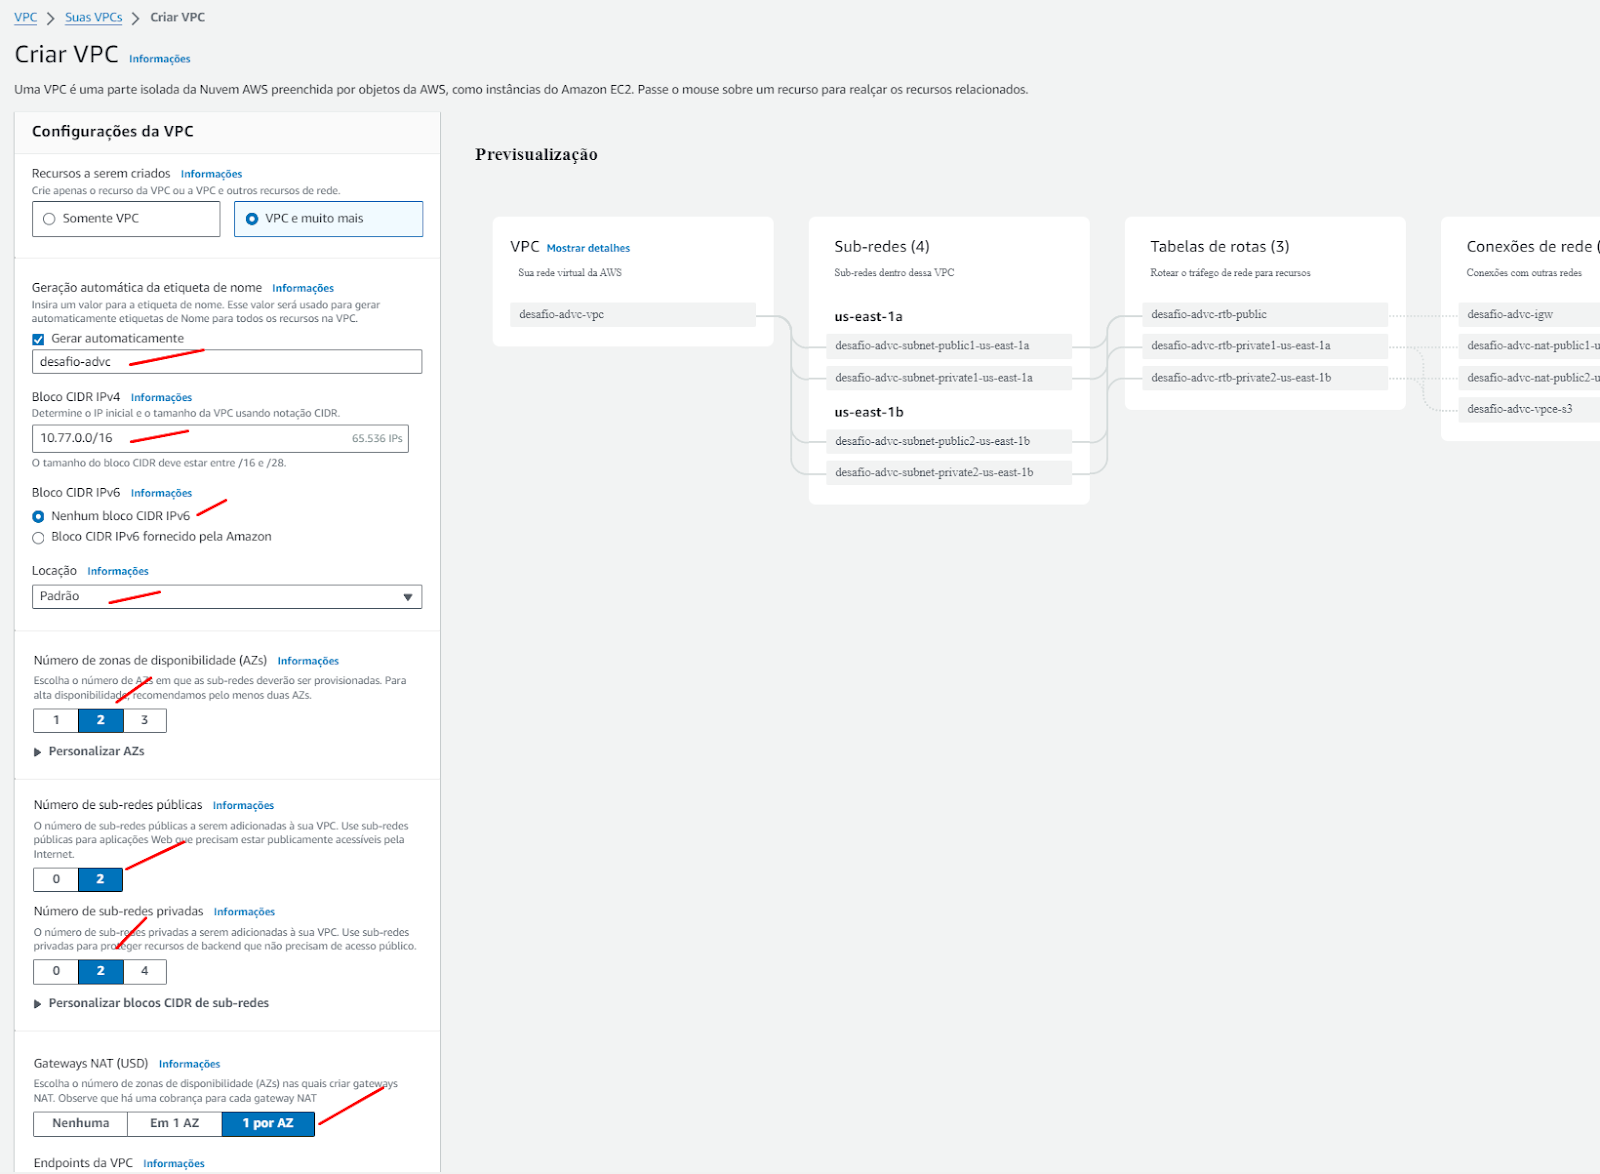 VPC > Suas VPCs > Criar VPC
Criar VPC Informações
Uma VPC é uma parte isolada da Nuvem AWS preenchida por objetos da AWS, como instâncias do Amazon EC2. Passe o mouse sobre um recurso para realçar os recursos relacionados.
Configurações da VPC
Recursos a serem criados Informações
Crie apenas o recurso da VPC ou a VPC e outros recursos de rede.
Somente VPC
VPC e muito mais
Geração automática da etiqueta de nome Informações
Insira um valor para a etiqueta de nome. Esse valor será usado para gerar
automaticamente etiquetas de Nome para todos os recursos na VPC.
Gerar automaticamente
desafio-advc
Bloco CIDR IPv4 Informações
Determine o IP inicial e o tamanho da VPC usando notação CIDR.
10.77.0.0/16 65.536 IPs
O tamanho do bloco CIDR deve estar entre /16 e /28.
Bloco CIDR IPv6 Informações
Nenhum bloco CIDR IPv6
Bloco CIDR IPv6 fornecido pela Amazon
Locação Informações
Padrão
Número de zonas de disponibilidade (AZs) Informações
Escolha o número de AZs em que as sub-redes deverão ser provisionadas. Para
alta disponibilidade, recomendamos pelo menos duas AZs.
1 2 3
Personalizar AZs
Número de sub-redes públicas Informações
O número de sub-redes públicas a serem adicionadas à sua VPC. Use sub-redes
públicas para aplicações Web que precisam estar publicamente acessíveis pela
Internet.
0 2
Número de sub-redes privadas Informações
O número de sub-redes privadas a serem adicionadas à sua VPC. Use sub-redes
privadas para proteger recursos de backend que não precisam de acesso público.
0 2 4
Personalizar blocos CIDR de sub-redes
Gateways NAT (USD) Informações
Escolha o número de zonas de disponibilidade (AZs) nas quais criar gateways
NAT. Observe que há uma cobrança para cada gateway NAT
Nenhuma Em 1 AZ 1 por AZ
Endpoints da VPC Informações
Previsualização
VPC Mostrar detalhes
Sua rede virtual da AWS
desafio-advc-vpc
Sub-redes (4)
Sub-redes dentro dessa VPC
us-east-1a
desafio-advc-subnet-public1-us-east-1a
desafio-advc-subnet-private1-us-east-1a
us-east-1b
desafio-advc-subnet-public2-us-east-1b
desafio-advc-subnet-private2-us-east-1b
Tabelas de rotas (3)
Rotear o tráfego de rede para recursos
desafio-advc-rtb-public
desafio-advc-rtb-private1-us-east-1a
desafio-advc-rtb-private2-us-east-1b
Conexões de rede (
Conexões com outras redes
desafio-advc-igw
desafio-advc-nat-public1-u
desafio-advc-nat-public2-u
desafio-advc-vpce-s3